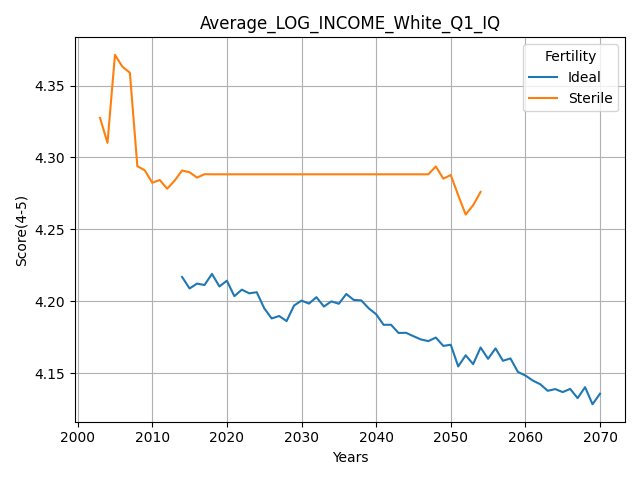 Average_LOG_INCOME_White_Q1_IQ
Fertility
Ideal
Sterile
Score(4-5)
4.35
4.30
4.25
4.20
4.15
2000 2010 2020 2030 2040 2050 2060 2070
Years